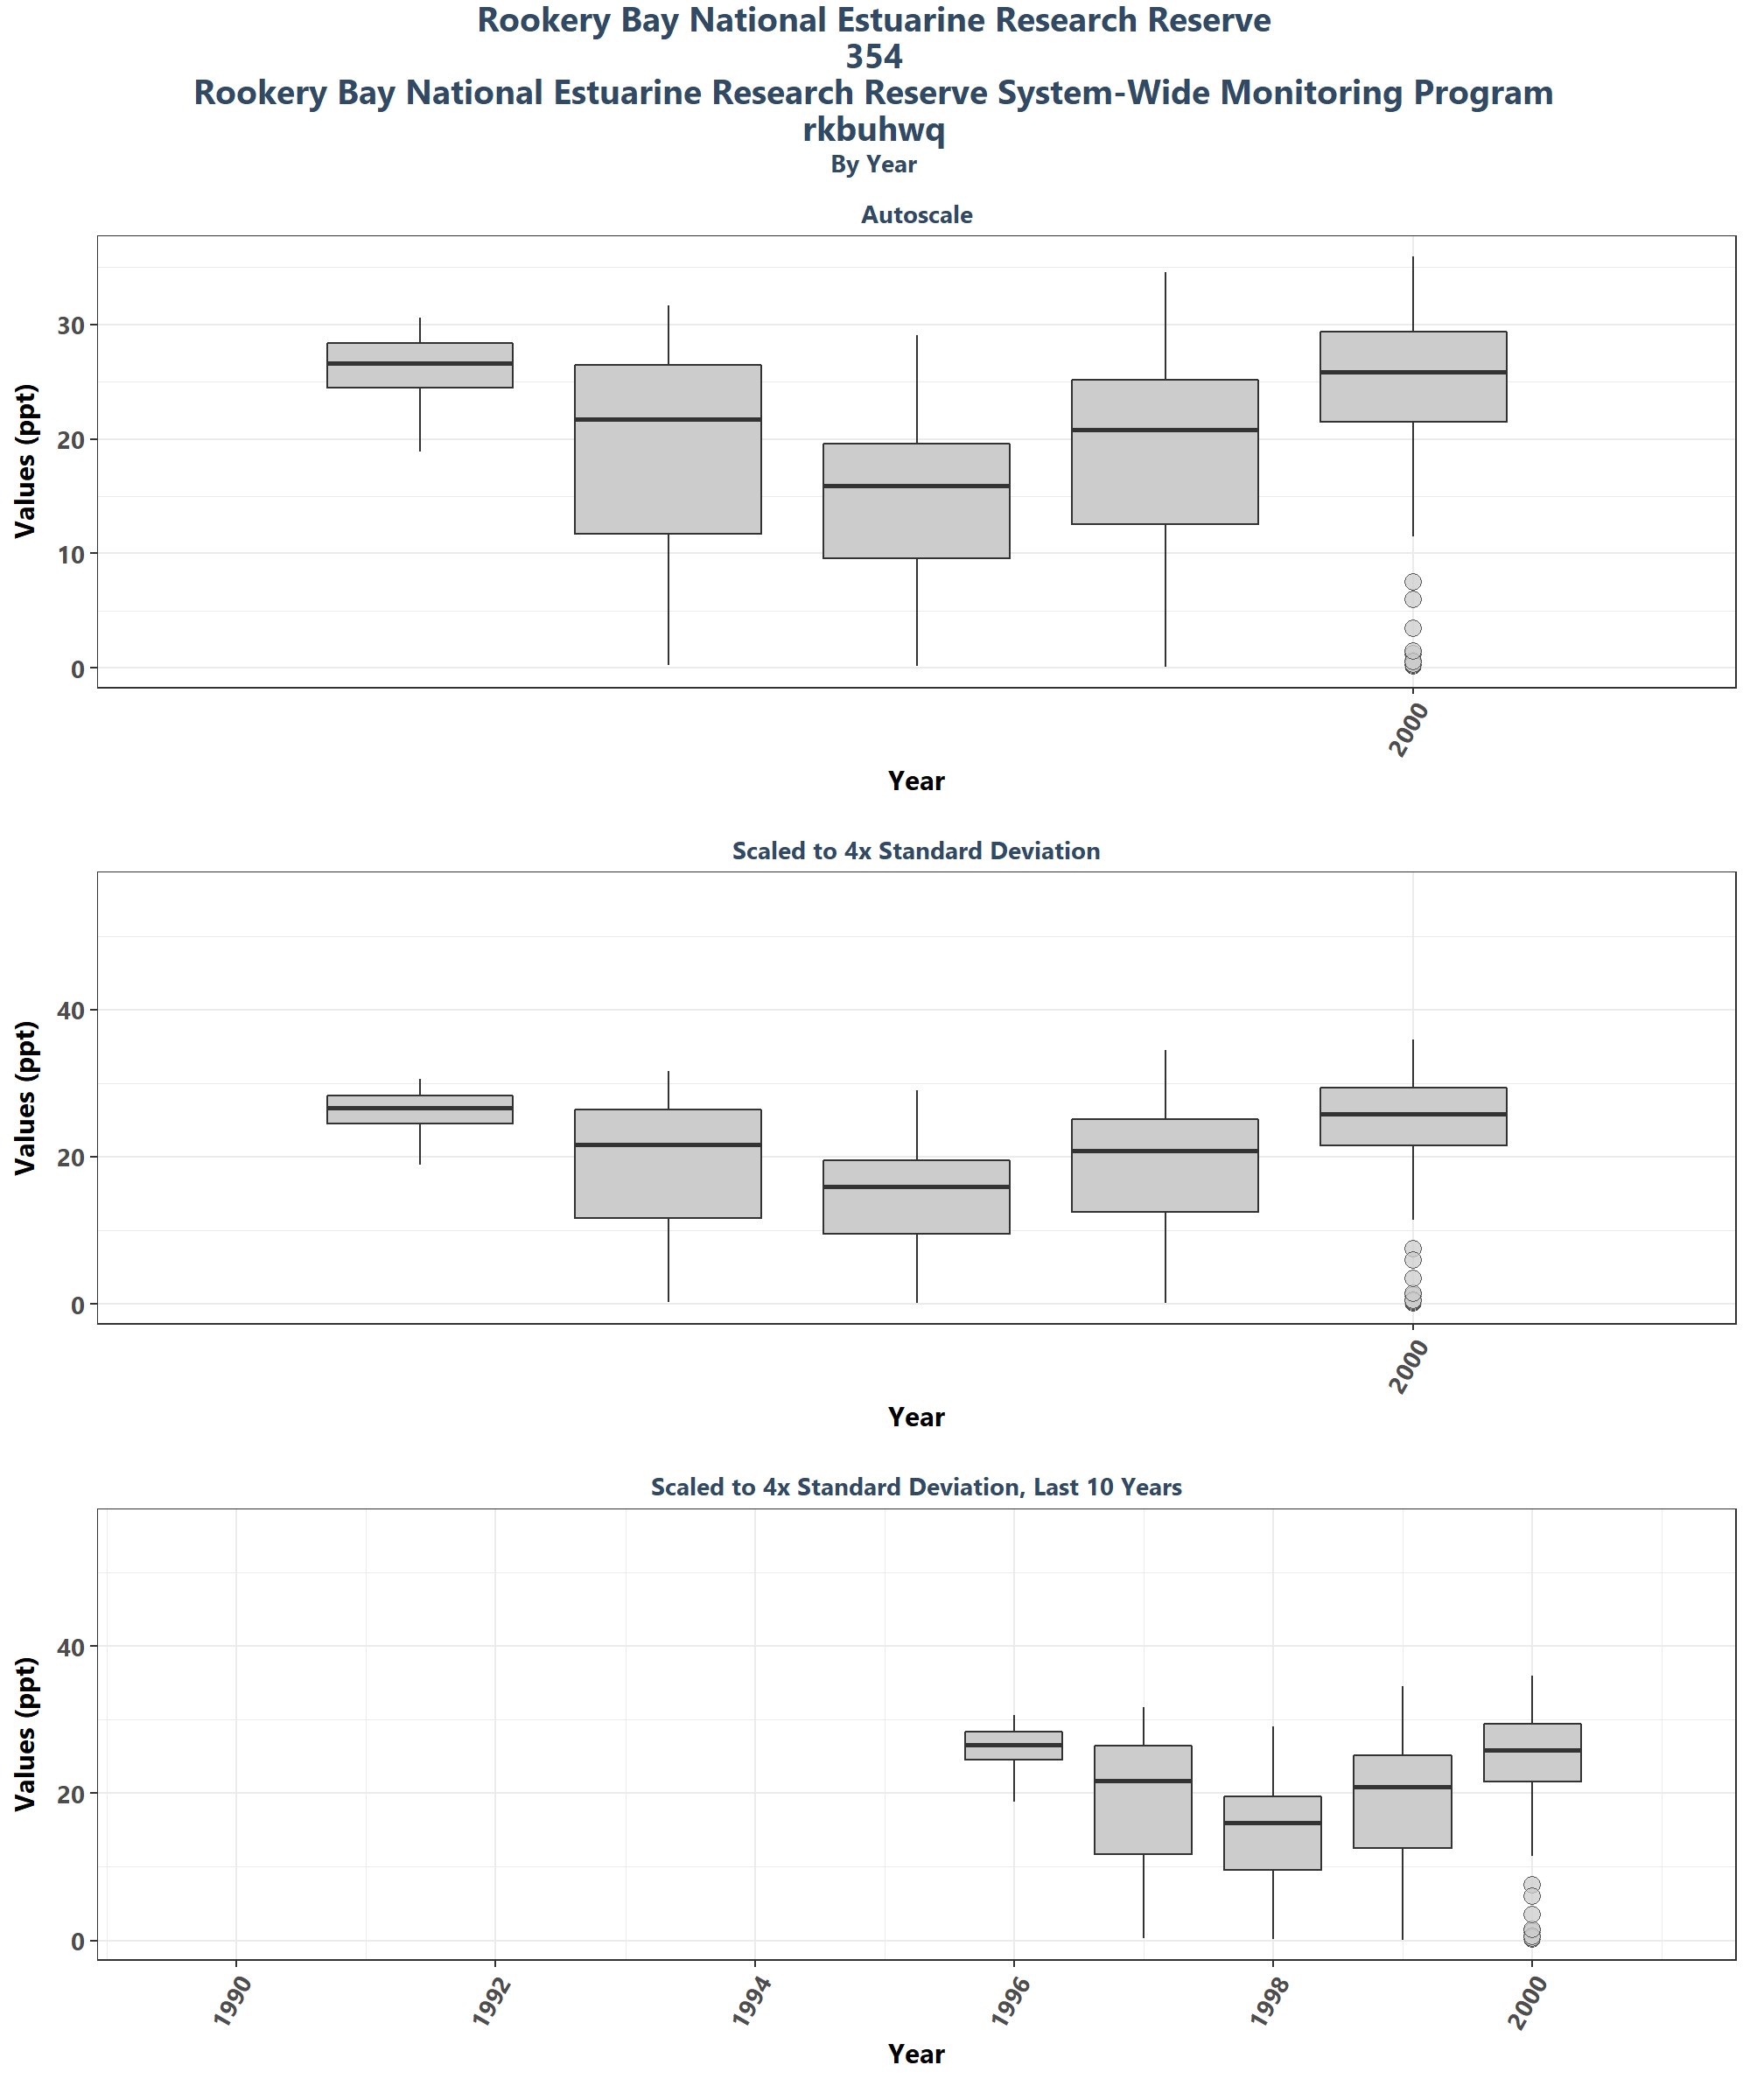 Rookery Bay National Estuarine Research Reserve
354
Rookery Bay National Estuarine Research Reserve System-Wide Monitoring Program
rkbuhwq
By Year
Autoscale
Values (ppt)
30
20
10
0
2000
Year
Scaled to 4x Standard Deviation
Values (ppt)
40
20
0
2000
Year
Scaled to 4x Standard Deviation, Last 10 Years
Values (ppt)
40
20
0
1990 1992 1994 1996 1998 2000
Year